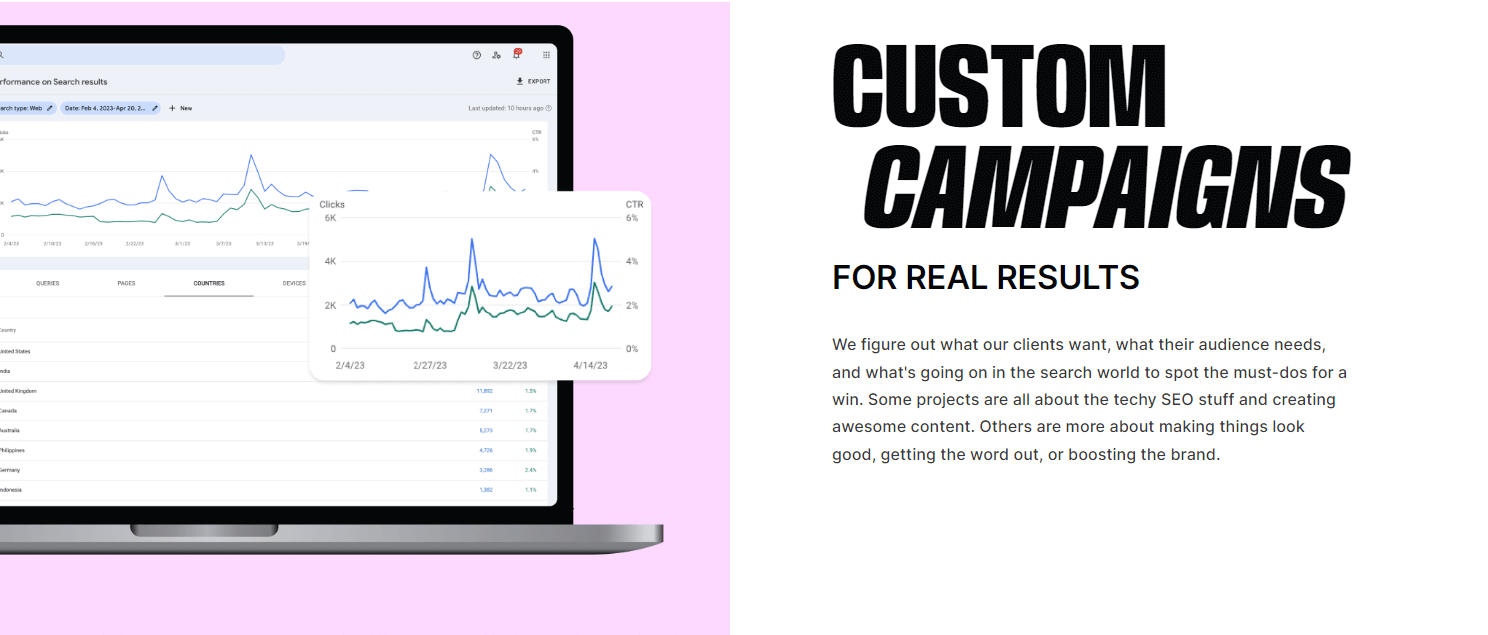 rformance on Search results
EXPORT
arch type: Web
Date: Feb 4, 2023-Apr 20, 2...
+ New
Last updated: 10 hours ago
CTR
6%
4%
0
2/4/23 2/10/23 2/16/23 2/22/23 3/1/23 3/7/23 3/13/23 3/19/
Clicks CTR
6K 6%
4K 4%
2K 2%
0 0%
2/4/23 2/27/23 3/22/23 4/14/23
QUERIES PAGES COUNTRIES DEVICES
Country
United States
ndia
United Kingdom 11,892 1.5%
Canada 7,271 1.7%
Australia 5,273 1.7%
Philippines 4,726 1.9%
Germany 3,286 2.4%
ndonesia 1,382 1.1%
CUSTOM
CAMPAIGNS
FOR REAL RESULTS
We figure out what our clients want, what their audience needs,
and what's going on in the search world to spot the must-dos for a
win. Some projects are all about the techy SEO stuff and creating
awesome content. Others are more about making things look
good, getting the word out, or boosting the brand.